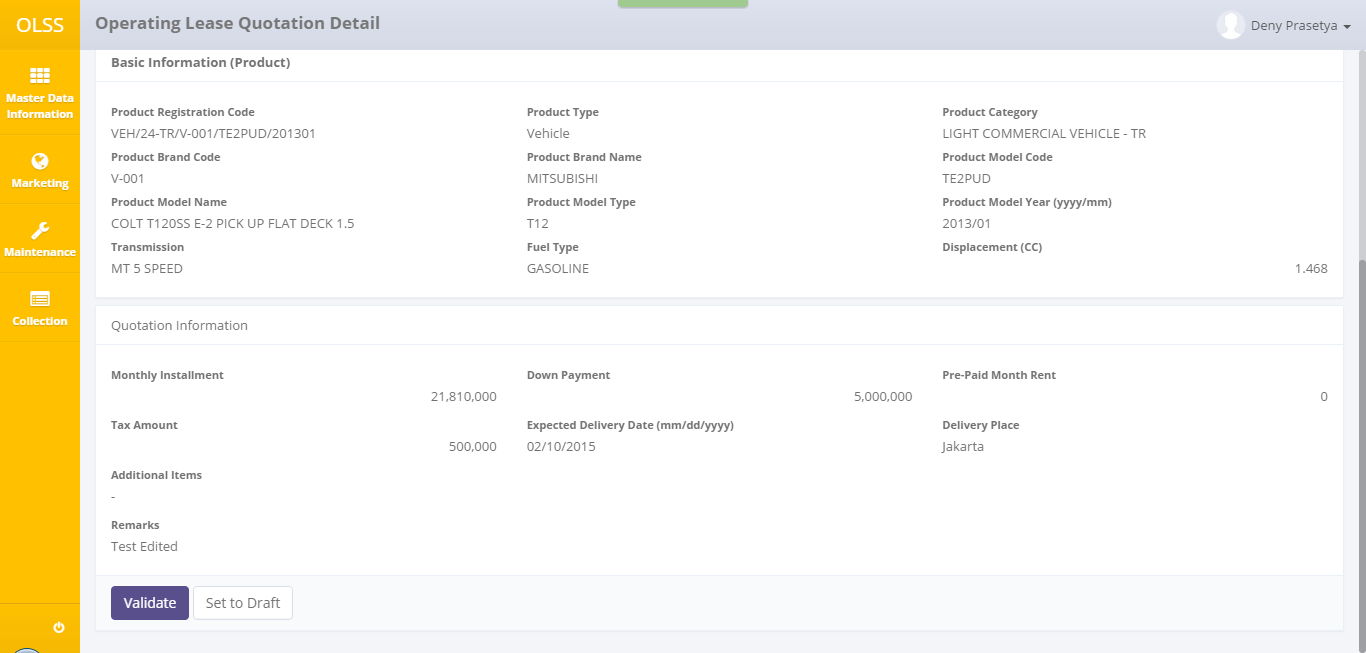 OLSS
Operating Lease Quotation Detail
Deny Prasetya
Master Data
Information
Marketing
Maintenance
Collection
Basic Information (Product)
Product Registration Code
VEH/24-TR/V-001/TE2PUD/201301
Product Type
Vehicle
Product Category
LIGHT COMMERCIAL VEHICLE - TR
Product Brand Code
V-001
Product Brand Name
MITSUBISHI
Product Model Code
TE2PUD
Product Model Name
COLT T120SS E-2 PICK UP FLAT DECK 1.5
Product Model Type
T12
Product Model Year (yyyy/mm)
2013/01
Transmission
MT 5 SPEED
Fuel Type
GASOLINE
Displacement (CC)
1.468
Quotation Information
Monthly Installment
21,810,000
Down Payment
5,000,000
Pre-Paid Month Rent
0
Tax Amount
500,000
Expected Delivery Date (mm/dd/yyyy)
02/10/2015
Delivery Place
Jakarta
Additional Items
-
Remarks
Test Edited
Validate
Set to Draft